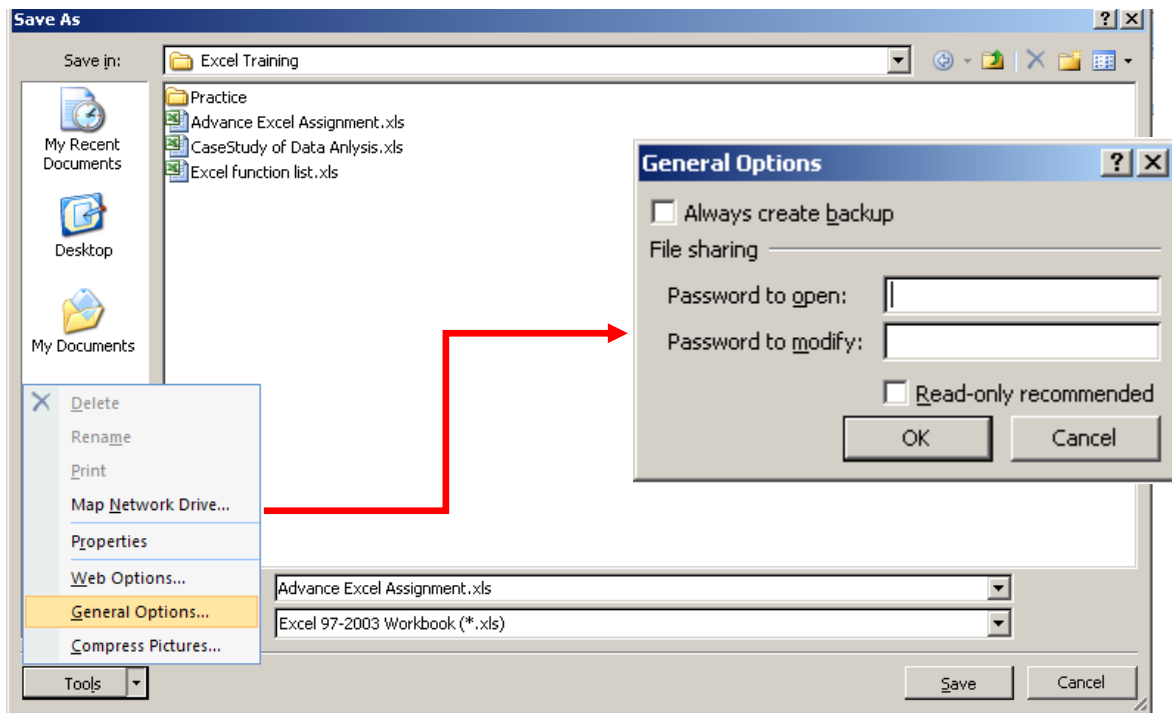 Save As
Save in:
Excel Training
My Recent
Documents
Desktop
My Documents
Practice
Advance Excel Assignment.xls
CaseStudy of Data Anlysis.xls
Excel function list.xls
General Options
Always create backup
File sharing
Password to open:
Password to modify:
Read-only recommended
OK
Cancel
Delete
Rename
Print
Map Network Drive...
Properties
Web Options...
General Options...
Compress Pictures...
Advance Excel Assignment.xls
Excel 97-2003 Workbook (*.xls)
Tools
Save
Cancel